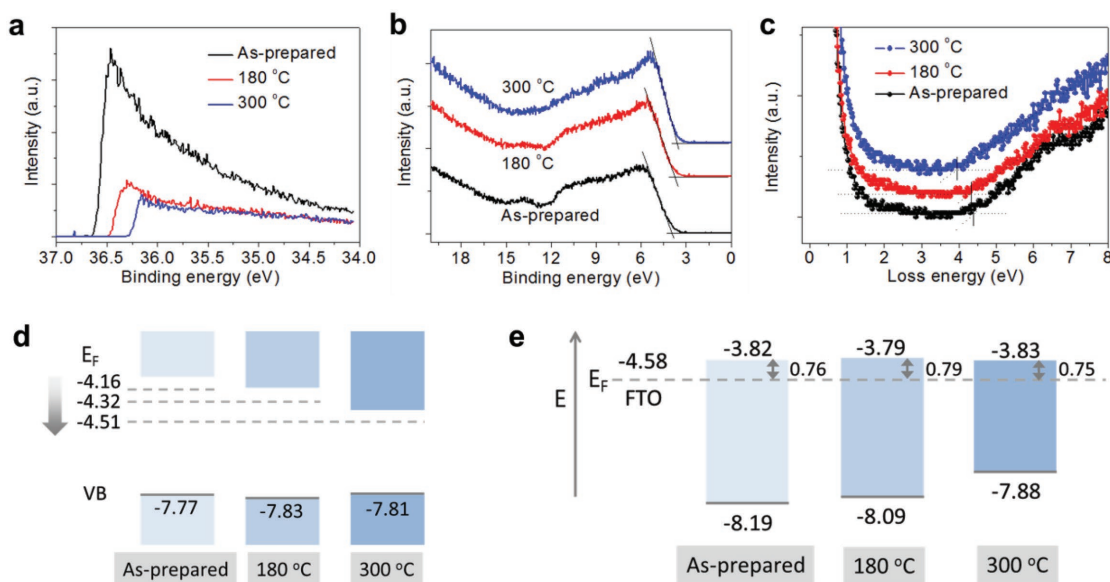 a
As-prepared
180 °C
300 °C
Intensity (a.u.)
37.0 36.5 36.0 35.5 35.0 34.5 34.0
Binding energy (eV)
b
300 °C
180 °C
As-prepared
Intensity (a.u.)
18 15 12 9 6 3 0
Binding energy (eV)
c
300 °C
180 °C
As-prepared
Intensity (a.u.)
0 1 2 3 4 5 6 7 8
Loss energy (eV)
d
EF
-4.16
-4.32
-4.51
VB
-7.77 -7.83 -7.81
As-prepared 180 °C 300 °C
e
E
-4.58
EF
FTO
-3.82 -3.79 -3.83
0.76 0.79 0.75
-8.19 -8.09 -7.88
As-prepared 180 °C 300 °C